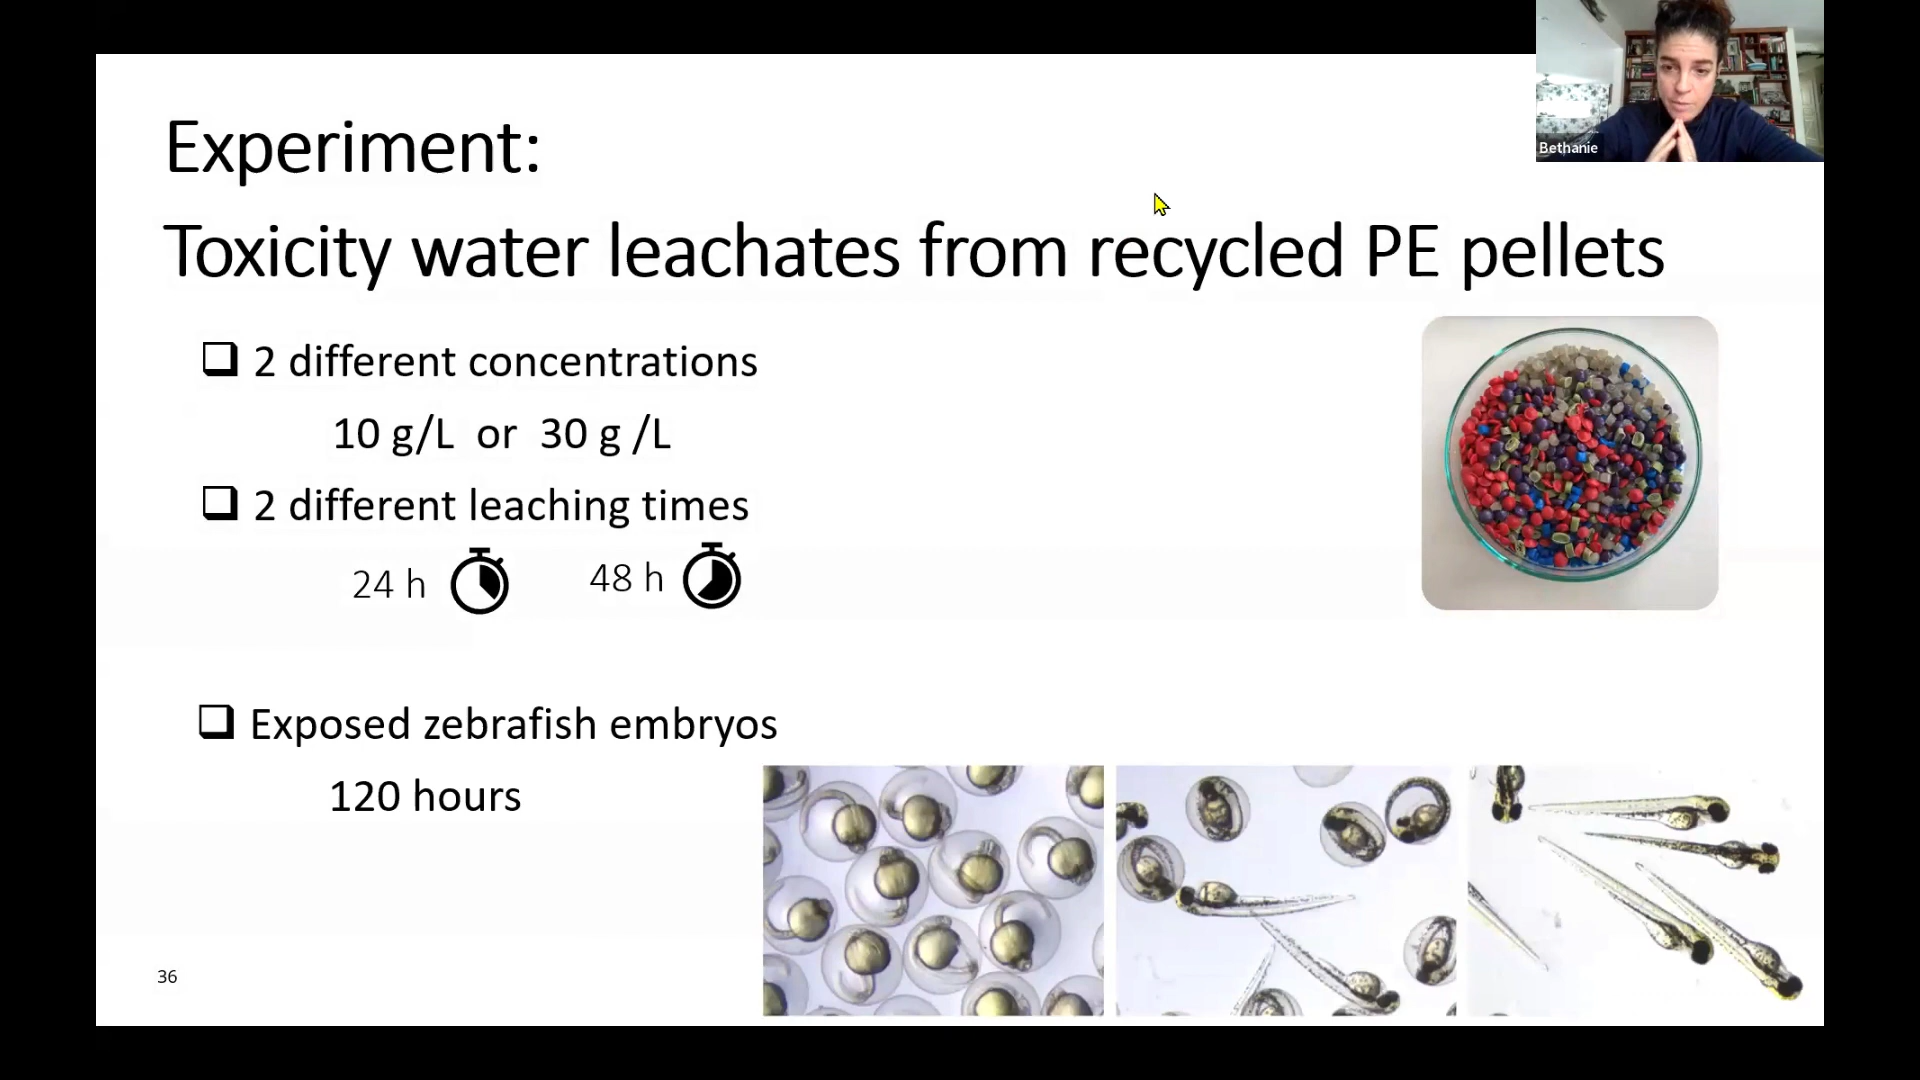 Experiment:
Toxicity water leachates from recycled PE pellets
2 different concentrations
10 g/L or 30 g /L
2 different leaching times
24 h 48 h
Exposed zebrafish embryos
120 hours
36
Bethanie